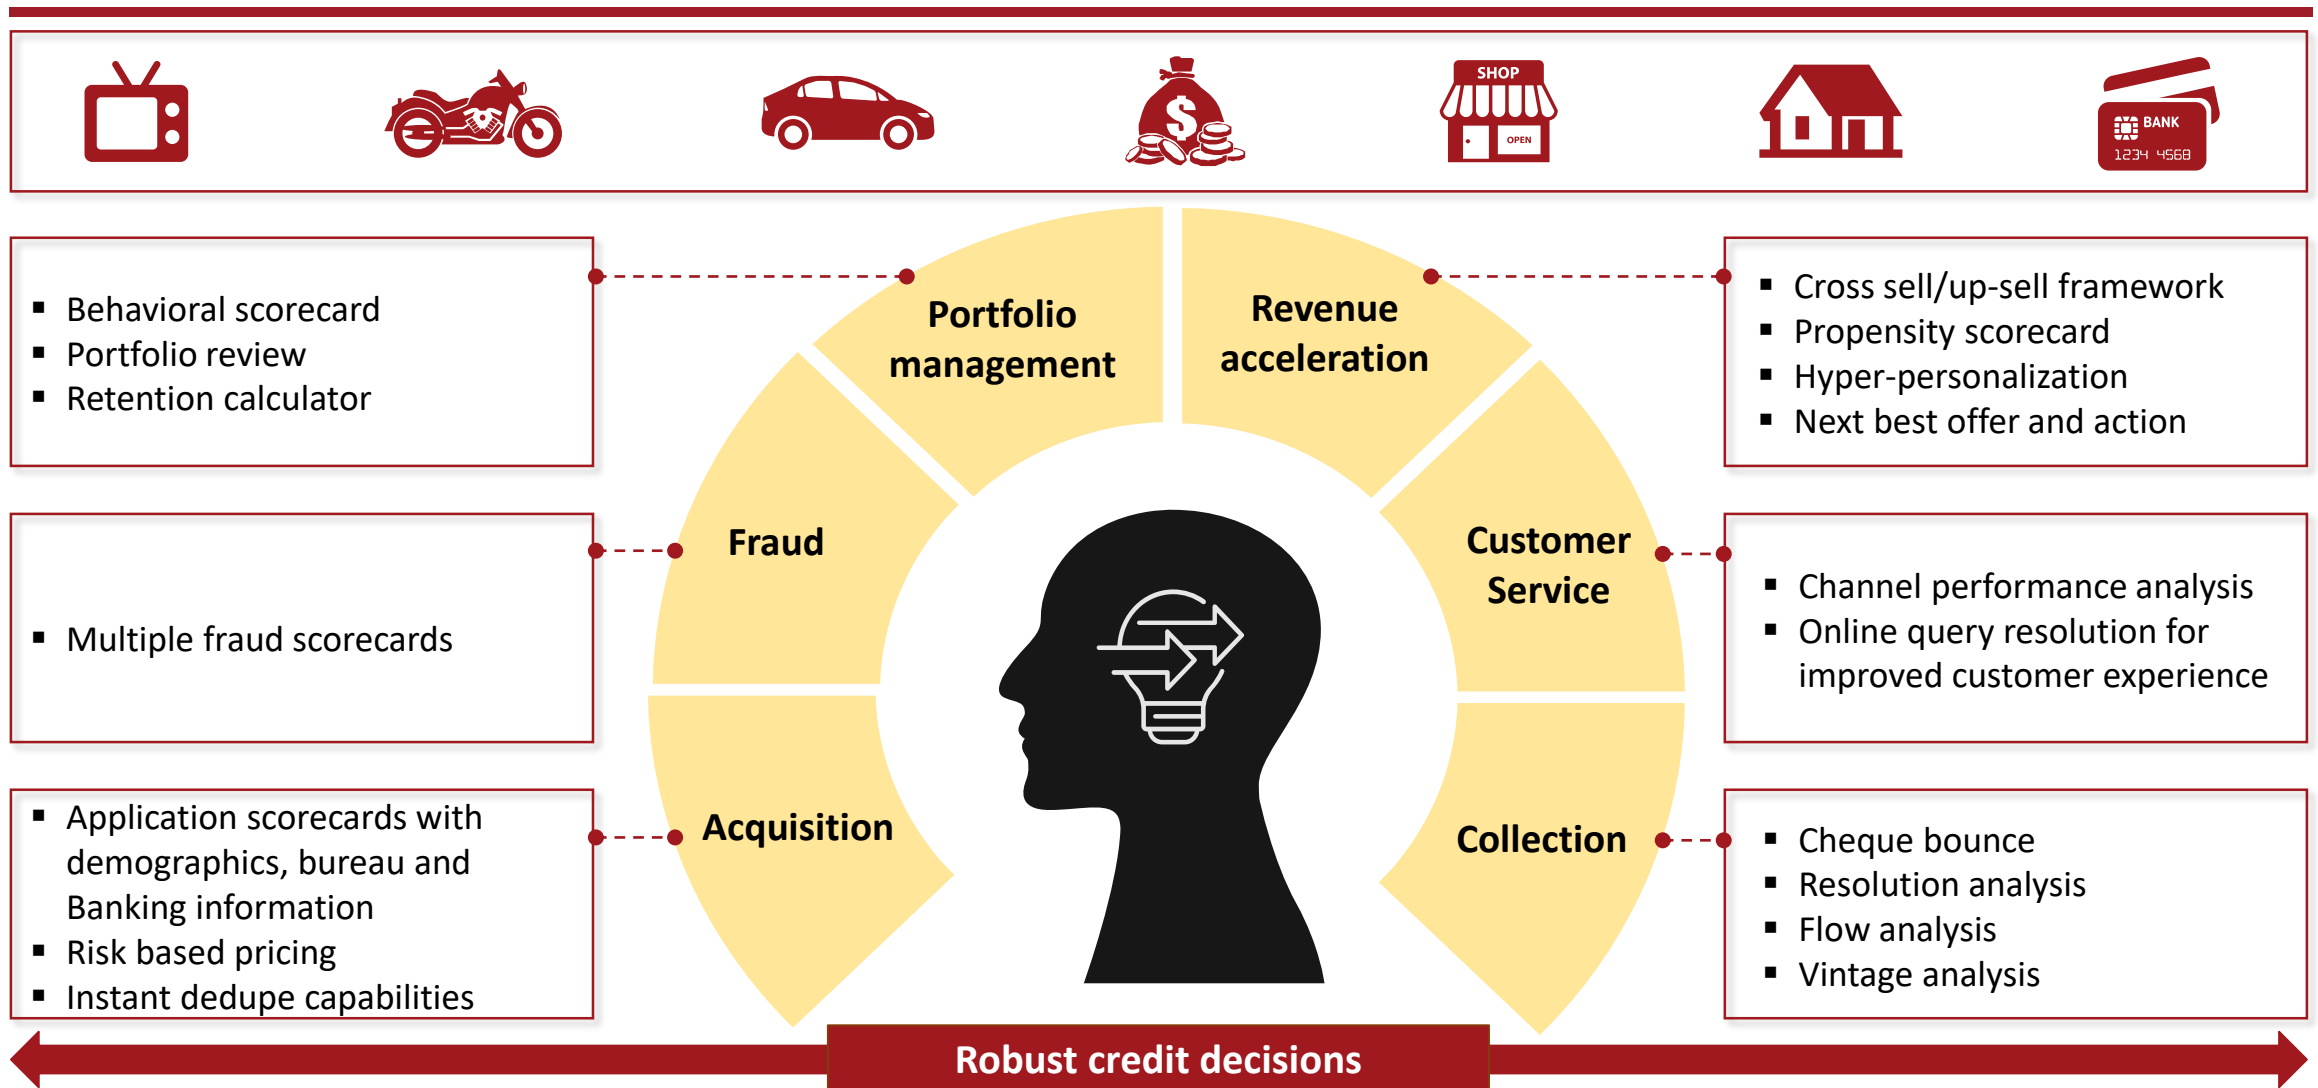 SHOP
OPEN
BANK
1234 4568
▪ Behavioral scorecard
▪ Portfolio review
▪ Retention calculator
Portfolio
management
Revenue
acceleration
▪ Cross sell/up-sell framework
▪ Propensity scorecard
▪ Hyper-personalization
▪ Next best offer and action
▪ Multiple fraud scorecards
Fraud
Customer
Service
▪ Channel performance analysis
▪ Online query resolution for
improved customer experience
▪ Application scorecards with
demographics, bureau and
Banking information
▪ Risk based pricing
▪ Instant dedupe capabilities
Acquisition
Collection
▪ Cheque bounce
▪ Resolution analysis
▪ Flow analysis
▪ Vintage analysis
Robust credit decisions